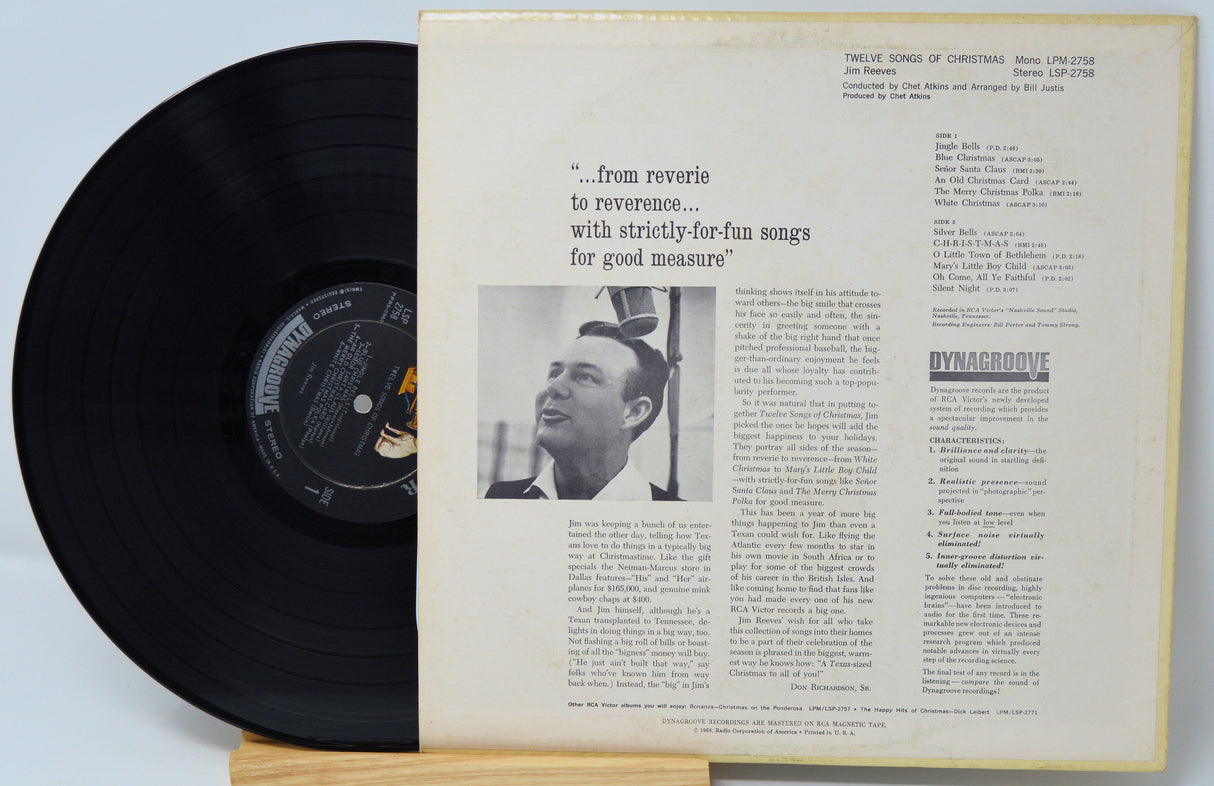 TWELVE SONGS OF CHRISTMAS Mono LPM-2758
Jim Reeves Stereo LSP-2758
Conducted by Chet Atkins and Arranged by Bill Justis
Produced by Chet Atkins
SIDE 1
Jingle Bells (P.D. 2:46)
Blue Christmas (ASCAP 3:05)
Señor Santa Claus (BMI 2:30)
An Old Christmas Card (ASCAP 2:44)
The Merry Christmas Polka (BMI 2:16)
White Christmas (ASCAP 3:10)
SIDE 2
Silver Bells (ASCAP 2:54)
C-H-R-I-S-T-M-A-S (BMI 2:45)
O Little Town of Bethlehem (P.D. 2:16)
Mary's Little Boy Child (ASCAP 3:03)
Oh Come, All Ye Faithful (P.D. 2:02)
Silent Night (P.D. 3:07)
Recorded in RCA Victor's "Nashville Sound" Studio,
Nashville, Tennessee.
Recording Engineers: Bill Porter and Tommy Strong.
"...from reverie
to reverence...
with strictly-for-fun songs
for good measure"
Jim was keeping a bunch of us enter-
tained the other day, telling how Tex-
ans love to do things in a typically big
way at Christmastime. Like the gift
specials the Neiman-Marcus store in
Dallas features—"His" and "Her" air-
planes for $165,000, and genuine mink
cowboy chaps at $400.
And Jim himself, although he's a
Texan transplanted to Tennessee, de-
lights in doing things in a big way, too.
Not flashing a big roll of bills or boast-
ing of all the "bigness" money will buy.
("He just ain't built that way," say
folks who've known him from way
back when.) Instead, the "big" in Jim's
thinking shows itself in his attitude to-
ward others—the big smile that crosses
his face so easily and often, the sin-
cerity in greeting someone with a
shake of the big right hand that once
pitched professional baseball, the big-
ger-than-ordinary enjoyment he feels
is due all whose loyalty has contrib-
uted to his becoming such a top-popu-
larity performer.
So it was natural that in putting to-
gether Twelve Songs of Christmas, Jim
picked the ones he hopes will add the
biggest happiness to your holidays.
They portray all sides of the season—
from reverie to reverence—from White
Christmas to Mary's Little Boy Child
—with strictly-for-fun songs like Señor
Santa Claus and The Merry Christmas
Polka for good measure.
This has been a year of more big
things happening to Jim than even a
Texan could wish for. Like flying the
Atlantic every few months to star in
his own movie in South Africa or to
play for some of the biggest crowds
of his career in the British Isles. And
like coming home to find that fans like
you had made every one of his new
RCA Victor records a big one.
Jim Reeves' wish for all who take
this collection of songs into their homes
to be a part of their celebration of the
season is phrased in the biggest, warm-
est way he knows how: "A Texas-sized
Christmas to all of you!"
DON RICHARDSON, SR.
DYNAGROOVE
Dynagroove records are the product
of RCA Victor's newly developed
system of recording which provides
a spectacular improvement in the
sound quality.
CHARACTERISTICS:
1. Brilliance and clarity—the
original sound in startling defi-
nition
2. Realistic presence—sound
projected in "photographic" per-
spective
3. Full-bodied tone—even when
you listen at low level
4. Surface noise virtually
eliminated!
5. Inner-groove distortion vir-
tually eliminated!
To solve these old and obstinate
problems in disc recording, highly
ingenious computers—"electronic
brains"—have been introduced to
audio for the first time. These re-
markable new electronic devices and
processes grew out of an intense
research program which produced
notable advances in virtually every
step of the recording science.
The final test of any record is in the
listening—compare the sound of
Dynagroove recordings!
Other RCA Victor albums you will enjoy: Bonanza—Christmas on the Ponderosa LPM/LSP-2757 • The Happy Hits of Christmas—Dick Leibert LPM/LSP-2771
DYNAGROOVE RECORDINGS ARE MASTERED ON RCA MAGNETIC TAPE.
© 1963, Radio Corporation of America • Printed in U. S. A.
DYNAGROOVE
STEREO
STEREO
LSP
2758
TWELVE SONGS OF CHRISTMAS
Jim Reeves
SIDE
1